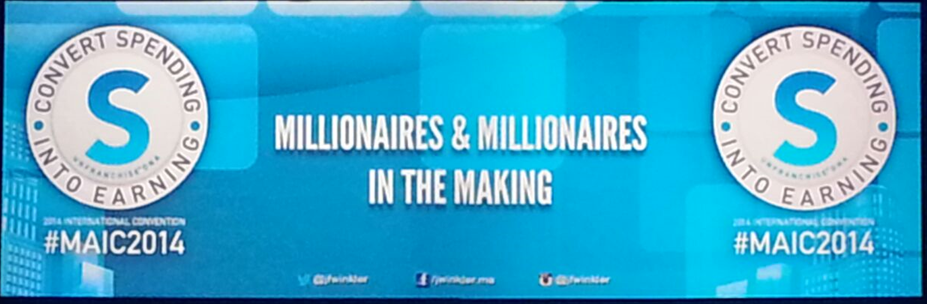 CONVERT SPENDING
INTO EARNING
S
UNFRANCHISE®DNA
2014 INTERNATIONAL CONVENTION
#MAIC2014
MILLIONAIRES & MILLIONAIRES
IN THE MAKING
@jfwinkler
/jwinkler.ma
@jfwinkler
CONVERT SPENDING
INTO EARNING
S
UNFRANCHISE®DNA
2014 INTERNATIONAL CONVENTION
#MAIC2014